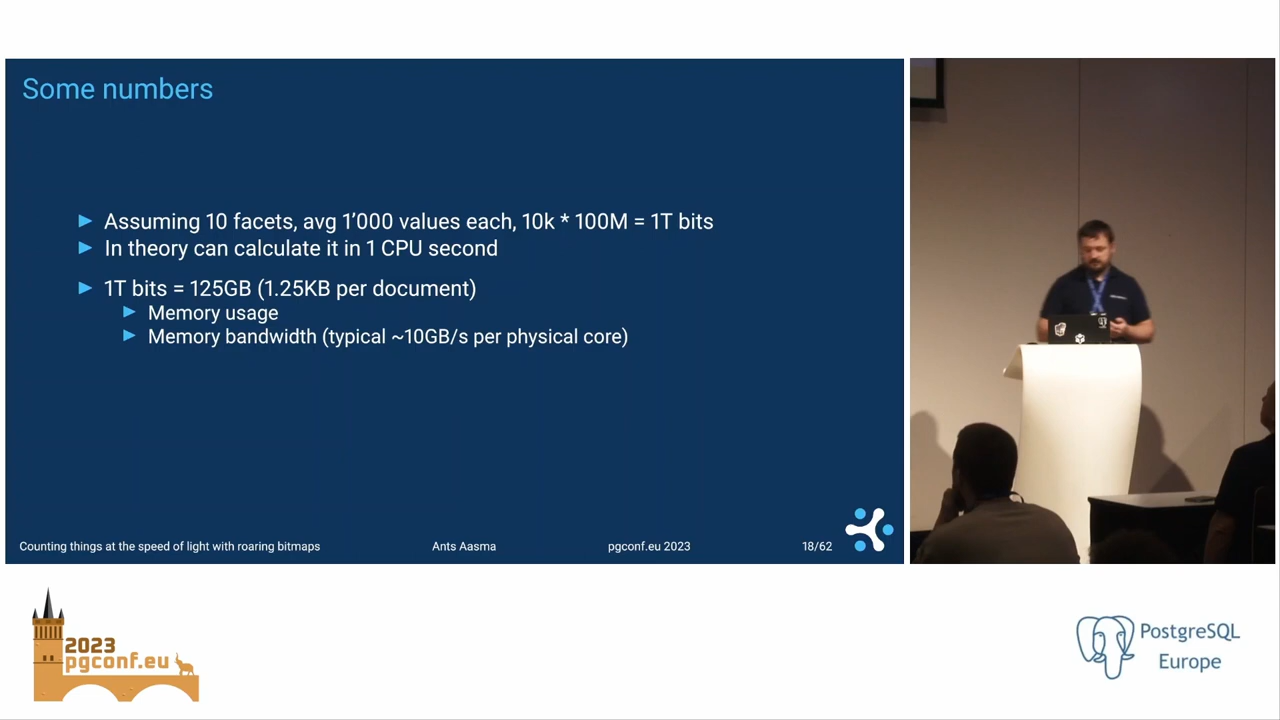 Some numbers
Assuming 10 facets, avg 1’000 values each, 10k * 100M = 1T bits
In theory can calculate it in 1 CPU second
1T bits = 125GB (1.25KB per document)
Memory usage
Memory bandwidth (typical ~10GB/s per physical core)
Counting things at the speed of light with roaring bitmaps Ants Aasma pgconf.eu 2023 18/62
2023
pgconf.eu
PostgreSQL
Europe